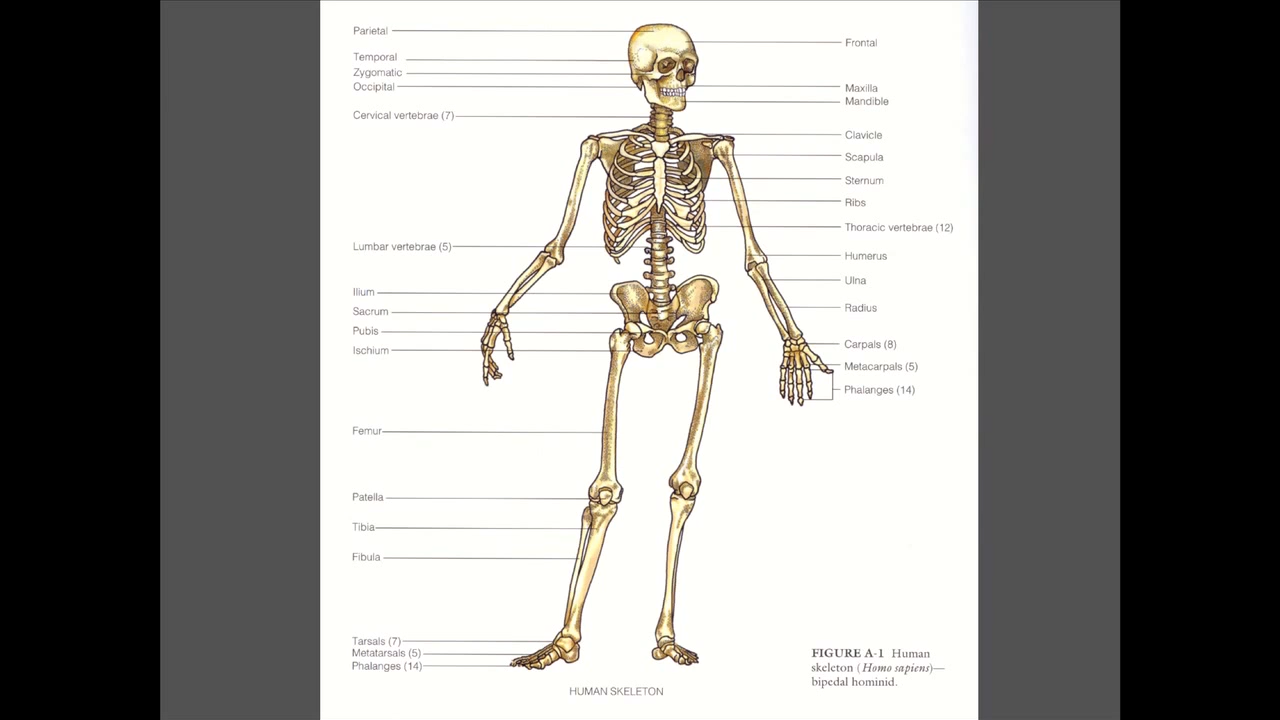 Parietal
Temporal
Zygomatic
Occipital
Cervical vertebrae (7)
Lumbar vertebrae (5)
Ilium
Sacrum
Pubis
Ischium
Femur
Patella
Tibia
Fibula
Tarsals (7)
Metatarsals (5)
Phalanges (14)
Frontal
Maxilla
Mandible
Clavicle
Scapula
Sternum
Ribs
Thoracic vertebrae (12)
Humerus
Ulna
Radius
Carpals (8)
Metacarpals (5)
Phalanges (14)
FIGURE A-1 Human
skeleton (Homo sapiens)—
bipedal hominid.
HUMAN SKELETON